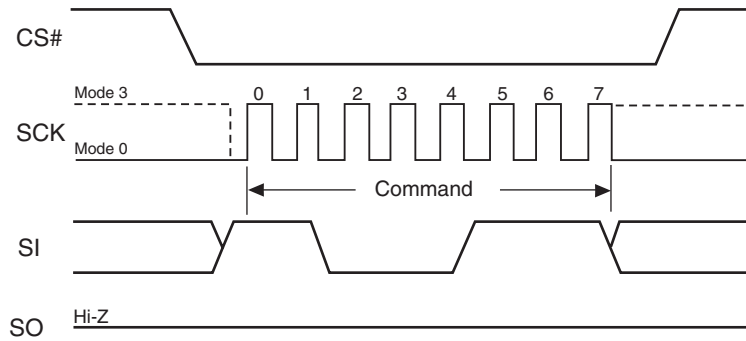 CS#
Mode 3
0 1 2 3 4 5 6 7
SCK
Mode 0
Command
SI
Hi-Z
SO